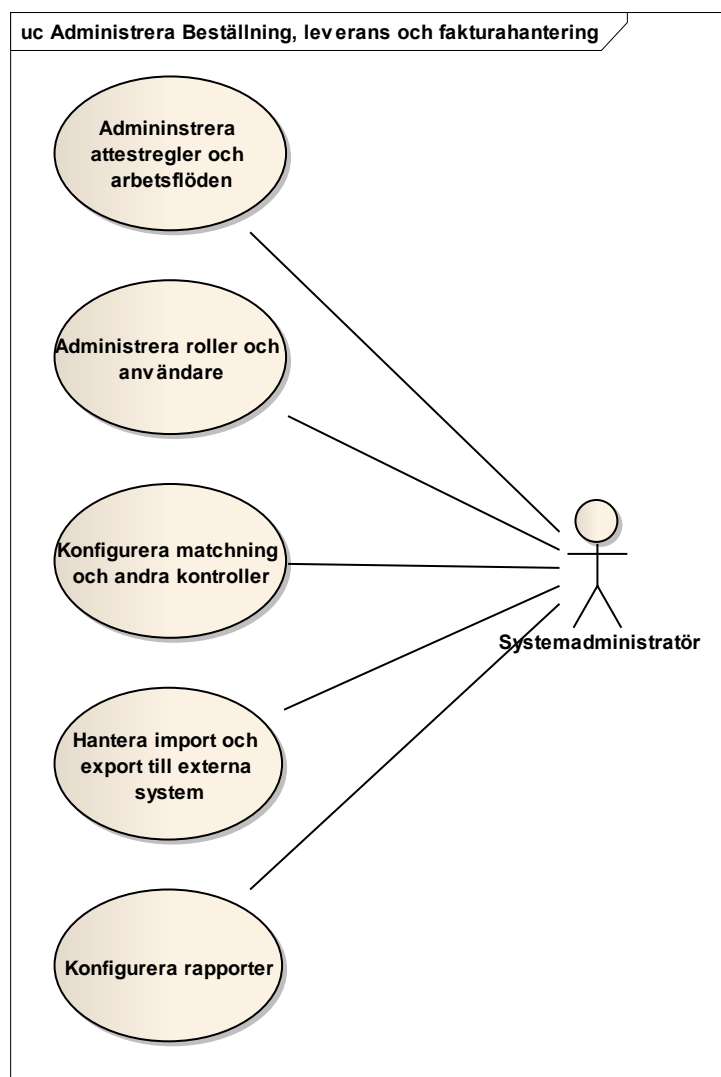 uc Administrera Beställning, leverans och fakturahantering
Admininstrera
attestregler och
arbetsflöden
Administrera roller och
användare
Konfigurera matchning
och andra kontroller
Systemadministratör
Hantera import och
export till externa
system
Konfigurera rapporter